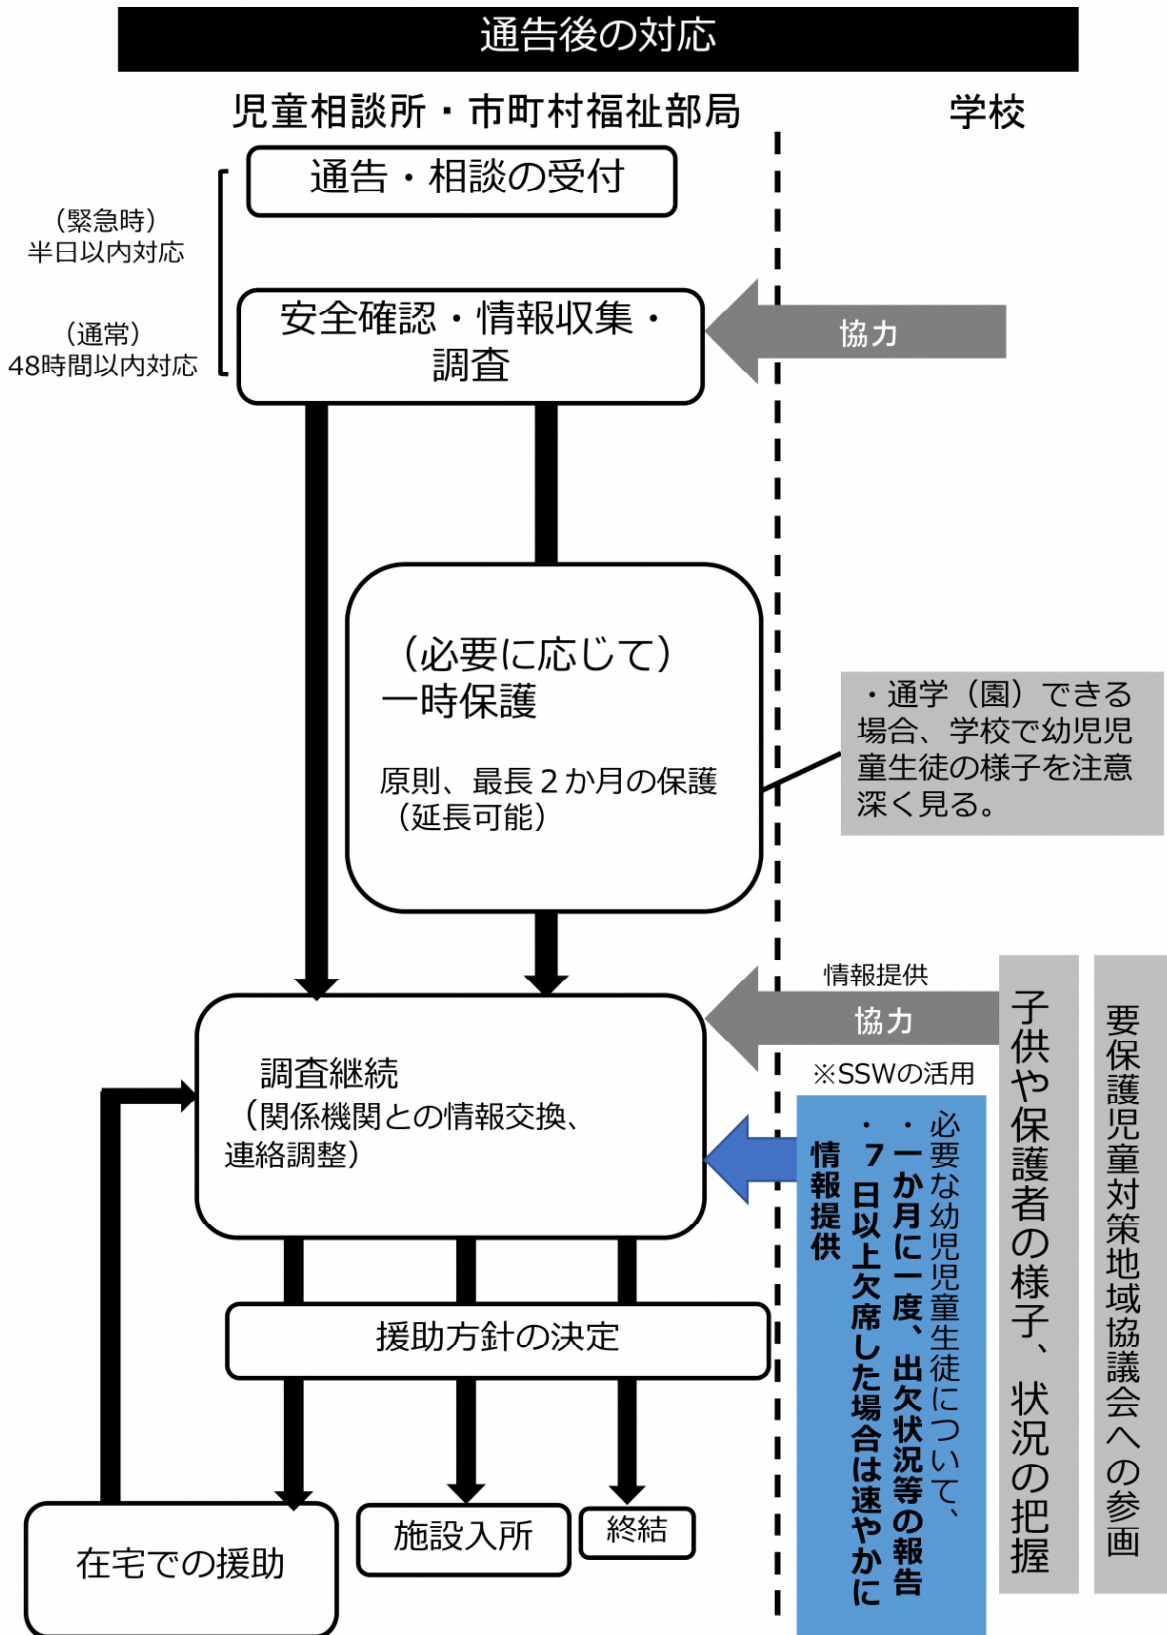 通告後の対応
児童相談所・市町村福祉部局
学校
通告・相談の受付
（緊急時）
半日以内対応
（通常）
48時間以内対応
安全確認・情報収集・
調査
協力
（必要に応じて）
一時保護
原則、最長２か月の保護
（延長可能）
・通学（園）できる
場合、学校で幼児児
童生徒の様子を注意
深く見る。
情報提供
協力
※SSWの活用
調査継続
（関係機関との情報交換、
連絡調整）
必要な幼児児童生徒について、
・一か月に一度、出欠状況等の報告
・７日以上欠席した場合は速やかに
情報提供
子供や保護者の様子、状況の把握
要保護児童対策地域協議会への参画
援助方針の決定
在宅での援助
施設入所
終結